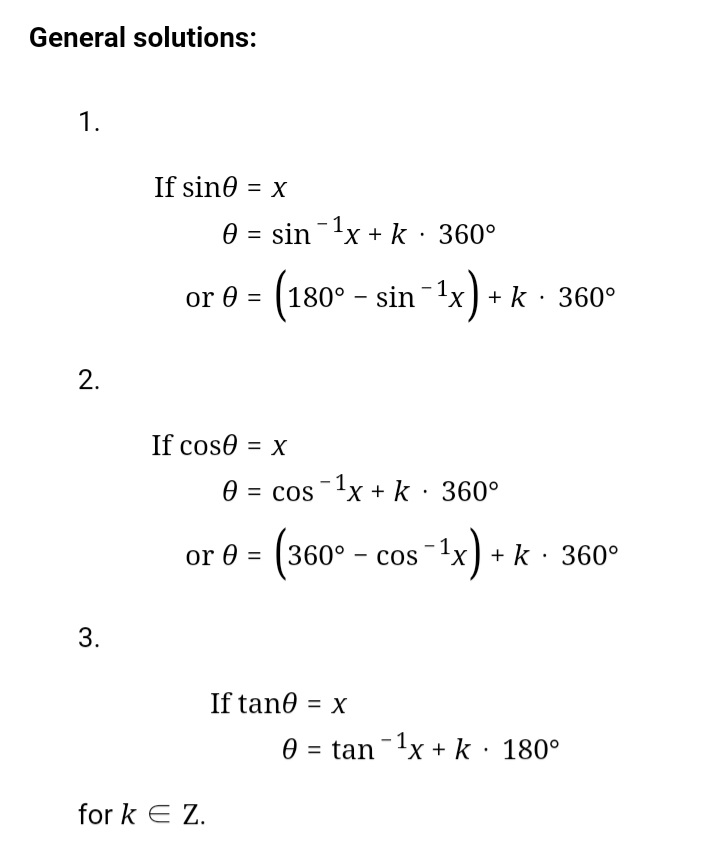 General solutions:
1.
If sinθ = x
θ = sin⁻¹x + k · 360°
or θ = (180° − sin⁻¹x) + k · 360°
2.
If cosθ = x
θ = cos⁻¹x + k · 360°
or θ = (360° − cos⁻¹x) + k · 360°
3.
If tanθ = x
θ = tan⁻¹x + k · 180°
for k ∈ Z.